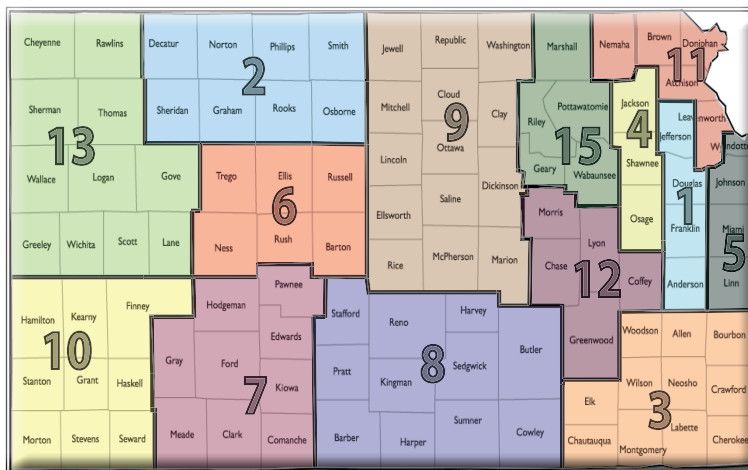 Cheyenne Rawlins Decatur Norton Phillips Smith Jewell Republic Washington Marshall Nemaha Brown Doniphan
2 11
Atchison
Sherman Thomas Sheridan Graham Rooks Osborne Mitchell Cloud Clay Riley Pottawatomie Jackson Jefferson Leavenworth
13 9 15 4
Wallace Logan Gove Trego Ellis Russell Lincoln Ottawa Dickinson Geary Wabaunsee Shawnee Douglas Johnson
6 1
Ellsworth Saline Morris Osage Franklin Miami
Greeley Wichita Scott Lane Ness Rush Barton Rice McPherson Marion Chase Lyon Coffey Anderson Linn
12 5
Hamilton Kearny Finney Hodgeman Pawnee Stafford Reno Harvey Butler Greenwood Woodson Allen Bourbon
10 Edwards
Stanton Grant Haskell Gray Ford Kiowa Pratt Kingman Sedgwick Elk Wilson Neosho Crawford
7 8 3
Morton Stevens Seward Meade Clark Comanche Barber Harper Sumner Cowley Chautauqua Montgomery Labette Cherokee